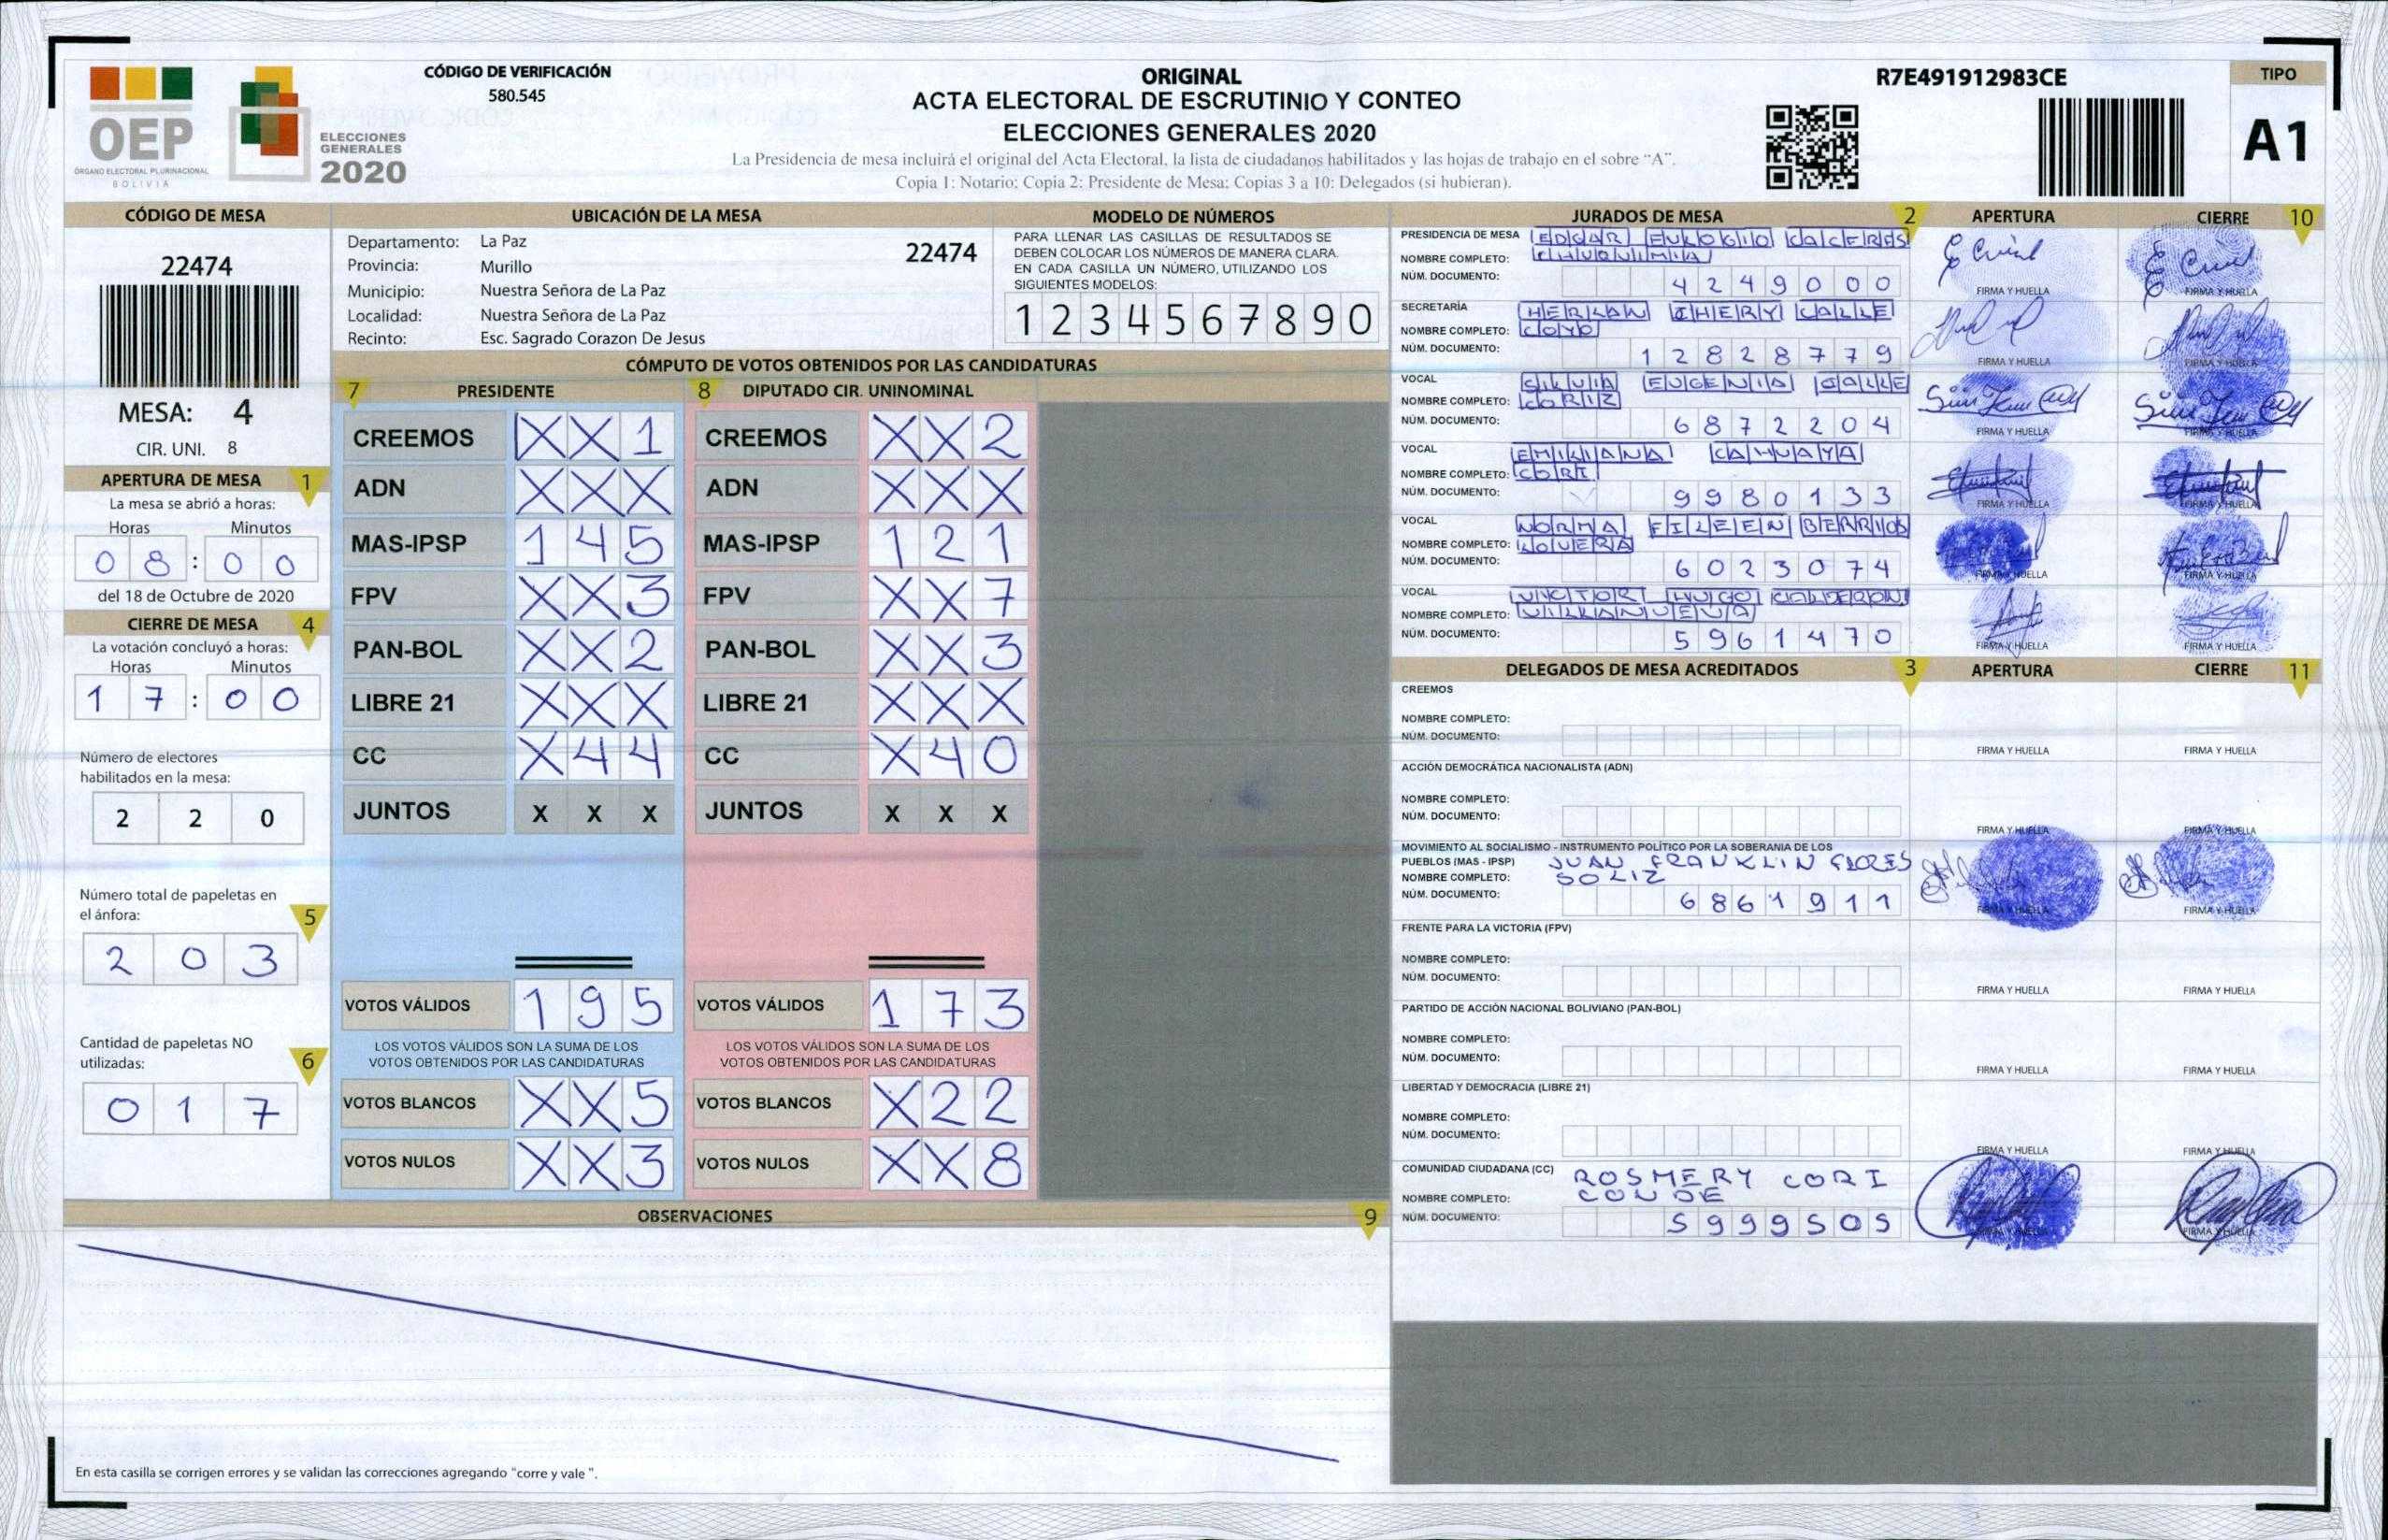 OEP
ÓRGANO ELECTORAL PLURINACIONAL
BOLIVIA
ELECCIONES
GENERALES
2020
CÓDIGO DE VERIFICACIÓN
580.545
ORIGINAL
ACTA ELECTORAL DE ESCRUTINIO Y CONTEO
ELECCIONES GENERALES 2020
La Presidencia de mesa incluirá el original del Acta Electoral, la lista de ciudadanos habilitados y las hojas de trabajo en el sobre "A".
Copia 1: Notario; Copia 2: Presidente de Mesa; Copias 3 a 10: Delegados (si hubieran).
R7E491912983CE
TIPO
A1
CÓDIGO DE MESA
22474
MESA: 4
CIR. UNI. 8
APERTURA DE MESA 1
La mesa se abrió a horas:
Horas Minutos
08:00
del 18 de Octubre de 2020
CIERRE DE MESA 4
La votación concluyó a horas:
Horas Minutos
17:00
Número de electores
habilitados en la mesa:
2 2 0
Número total de papeletas en
el ánfora: 5
2 0 3
Cantidad de papeletas NO
utilizadas: 6
0 1 7
UBICACIÓN DE LA MESA
Departamento: La Paz 22474
Provincia: Murillo
Municipio: Nuestra Señora de La Paz
Localidad: Nuestra Señora de La Paz
Recinto: Esc. Sagrado Corazon De Jesus
MODELO DE NÚMEROS
PARA LLENAR LAS CASILLAS DE RESULTADOS SE
DEBEN COLOCAR LOS NÚMEROS DE MANERA CLARA.
EN CADA CASILLA UN NÚMERO, UTILIZANDO LOS
SIGUIENTES MODELOS:
1 2 3 4 5 6 7 8 9 0
CÓMPUTO DE VOTOS OBTENIDOS POR LAS CANDIDATURAS
7 PRESIDENTE 8 DIPUTADO CIR. UNINOMINAL
CREEMOS X X 1 CREEMOS X X 2
ADN X X X ADN X X X
MAS-IPSP 1 4 5 MAS-IPSP 1 2 1
FPV X X 3 FPV X X 7
PAN-BOL X X 2 PAN-BOL X X 3
LIBRE 21 X X X LIBRE 21 X X X
CC X 4 4 CC X 4 0
JUNTOS X X X JUNTOS X X X
VOTOS VÁLIDOS 1 9 5 VOTOS VÁLIDOS 1 7 3
LOS VOTOS VÁLIDOS SON LA SUMA DE LOS LOS VOTOS VÁLIDOS SON LA SUMA DE LOS
VOTOS OBTENIDOS POR LAS CANDIDATURAS VOTOS OBTENIDOS POR LAS CANDIDATURAS
VOTOS BLANCOS X X 5 VOTOS BLANCOS X 2 2
VOTOS NULOS X X 3 VOTOS NULOS X X 8
OBSERVACIONES 9
En esta casilla se corrigen errores y se validan las correcciones agregando "corre y vale ".
JURADOS DE MESA 2 APERTURA CIERRE 10
PRESIDENCIA DE MESA EDGAR EULOGIO CACERES
NOMBRE COMPLETO: CHUQUIMIA
NÚM. DOCUMENTO: 4249000 FIRMA Y HUELLA FIRMA Y HUELLA
SECRETARÍA HERLAN JHERY CALLE
NOMBRE COMPLETO: COYO
NÚM. DOCUMENTO: 12828779 FIRMA Y HUELLA FIRMA Y HUELLA
VOCAL SILVIA EUGENIA CALLE
NOMBRE COMPLETO: CORIZ
NÚM. DOCUMENTO: 6872204 FIRMA Y HUELLA FIRMA Y HUELLA
VOCAL EMILIANA CAHUAYA
NOMBRE COMPLETO: CORI
NÚM. DOCUMENTO: 9980133 FIRMA Y HUELLA FIRMA Y HUELLA
VOCAL NORMA EILEEN BERRIOS
NOMBRE COMPLETO:
NÚM. DOCUMENTO: 6023074 FIRMA Y HUELLA FIRMA Y HUELLA
VOCAL VICTOR HUGO CALDERON
NOMBRE COMPLETO: VILLANUEVA
NÚM. DOCUMENTO: 5961470 FIRMA Y HUELLA FIRMA Y HUELLA
DELEGADOS DE MESA ACREDITADOS 3 APERTURA CIERRE 11
CREEMOS
NOMBRE COMPLETO:
NÚM. DOCUMENTO: FIRMA Y HUELLA FIRMA Y HUELLA
ACCIÓN DEMOCRÁTICA NACIONALISTA (ADN)
NOMBRE COMPLETO:
NÚM. DOCUMENTO: FIRMA Y HUELLA FIRMA Y HUELLA
MOVIMIENTO AL SOCIALISMO - INSTRUMENTO POLÍTICO POR LA SOBERANIA DE LOS
PUEBLOS (MAS - IPSP) JUAN FRANKLIN FLORES
NOMBRE COMPLETO: SOLIZ
NÚM. DOCUMENTO: 6861911 FIRMA Y HUELLA FIRMA Y HUELLA
FRENTE PARA LA VICTORIA (FPV)
NOMBRE COMPLETO:
NÚM. DOCUMENTO: FIRMA Y HUELLA FIRMA Y HUELLA
PARTIDO DE ACCIÓN NACIONAL BOLIVIANO (PAN-BOL)
NOMBRE COMPLETO:
NÚM. DOCUMENTO: FIRMA Y HUELLA FIRMA Y HUELLA
LIBERTAD Y DEMOCRACIA (LIBRE 21)
NOMBRE COMPLETO:
NÚM. DOCUMENTO: FIRMA Y HUELLA FIRMA Y HUELLA
COMUNIDAD CIUDADANA (CC) ROSMERY CORI
NOMBRE COMPLETO: CONDE
NÚM. DOCUMENTO: 5999505 FIRMA Y HUELLA FIRMA Y HUELLA